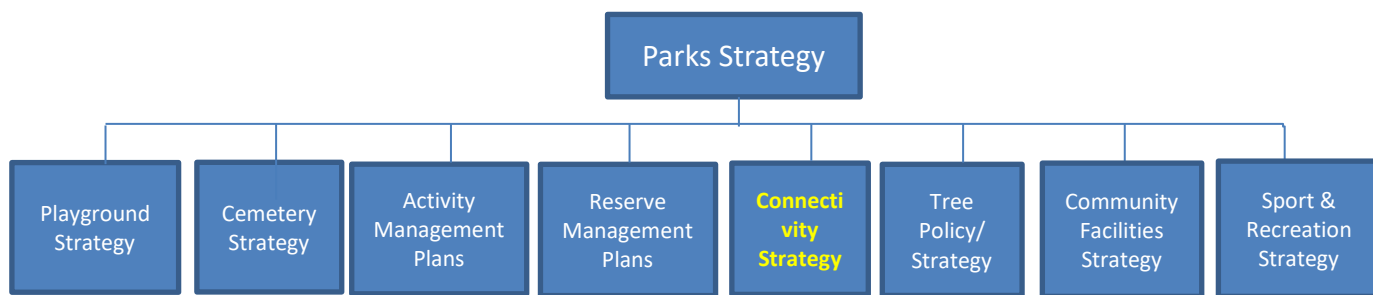 Parks Strategy
Playground
Strategy
Cemetery
Strategy
Activity
Management
Plans
Reserve
Management
Plans
Connecti
vity
Strategy
Tree
Policy/
Strategy
Community
Facilities
Strategy
Sport &
Recreation
Strategy